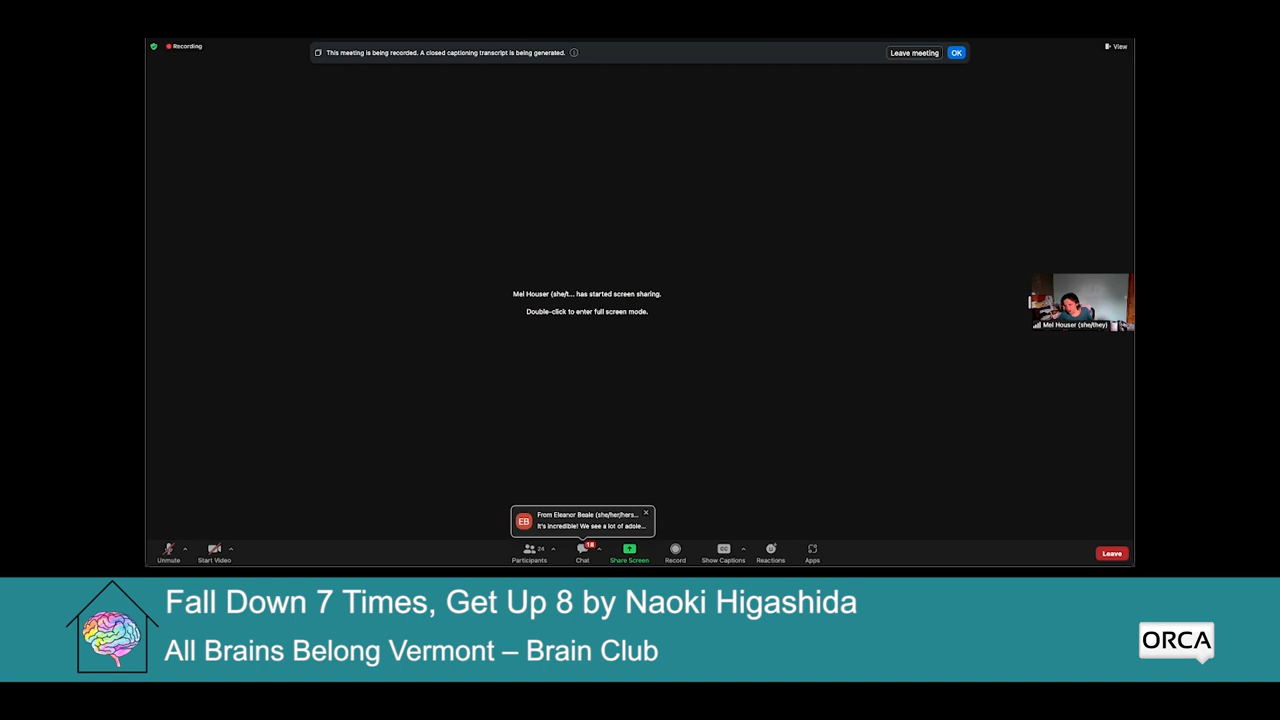 Recording
This meeting is being recorded. A closed captioning transcript is being generated.
Leave meeting
OK
View
Mel Houser (she/t... has started screen sharing.
Double-click to enter full screen mode.
Mel Houser (she/they)
EB
From Eleanor Beale (she/her/hers...
It's incredible! We see a lot of adole...
Unmute
Start Video
24
Participants
18
Chat
Share Screen
Record
CC
Show Captions
Reactions
Apps
Leave
Fall Down 7 Times, Get Up 8 by Naoki Higashida
All Brains Belong Vermont – Brain Club
ORCA